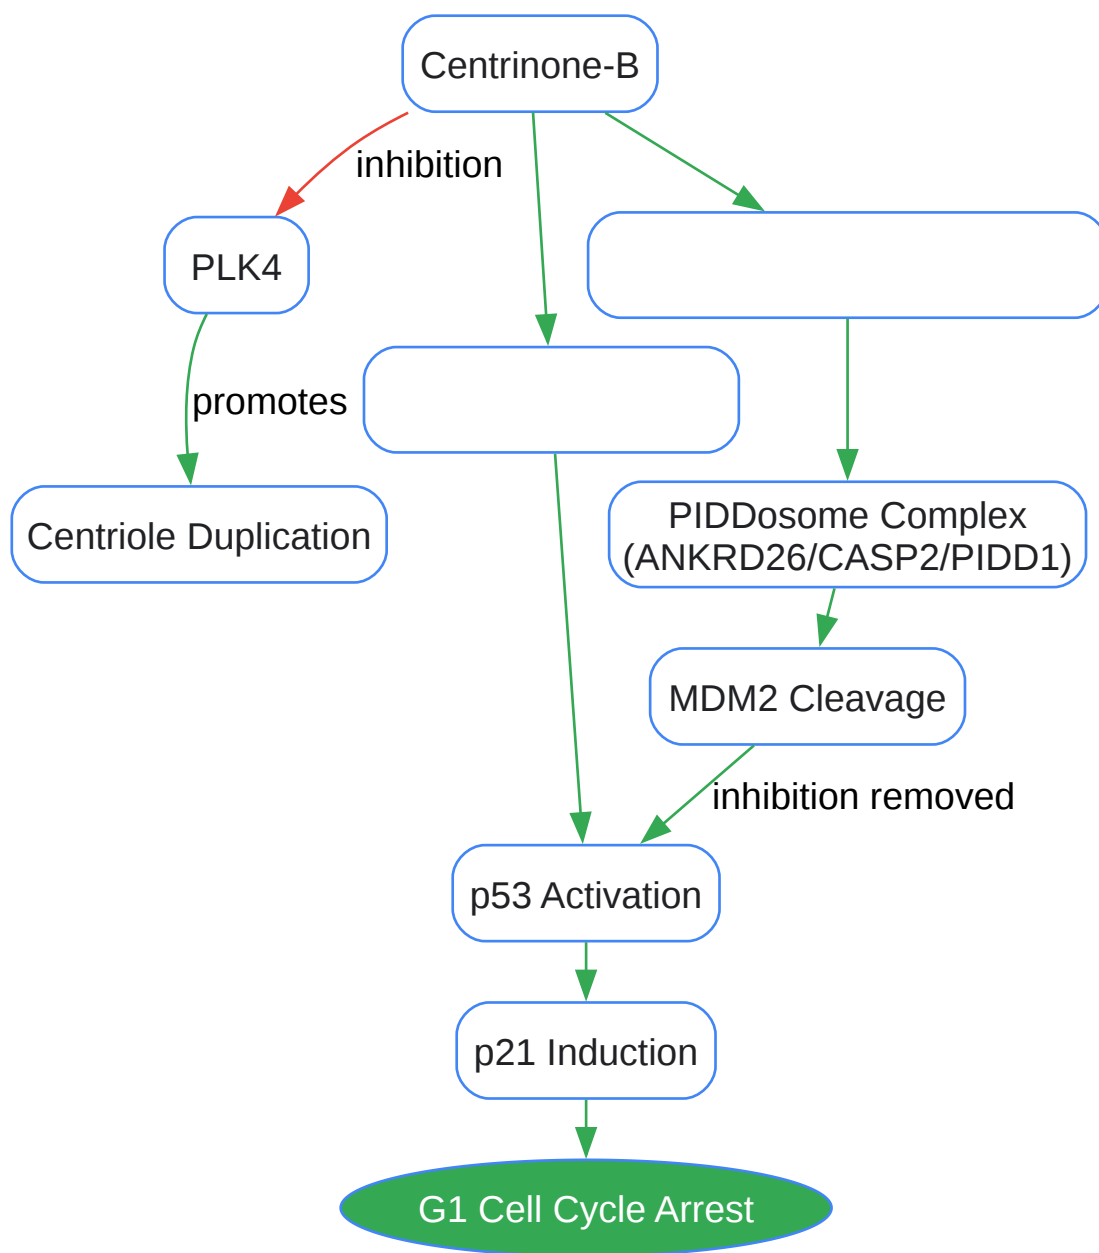 Centrinone-B
inhibition
PLK4
promotes
Centriole Duplication
PIDDosome Complex
(ANKRD26/CASP2/PIDD1)
MDM2 Cleavage
inhibition removed
p53 Activation
p21 Induction
G1 Cell Cycle Arrest